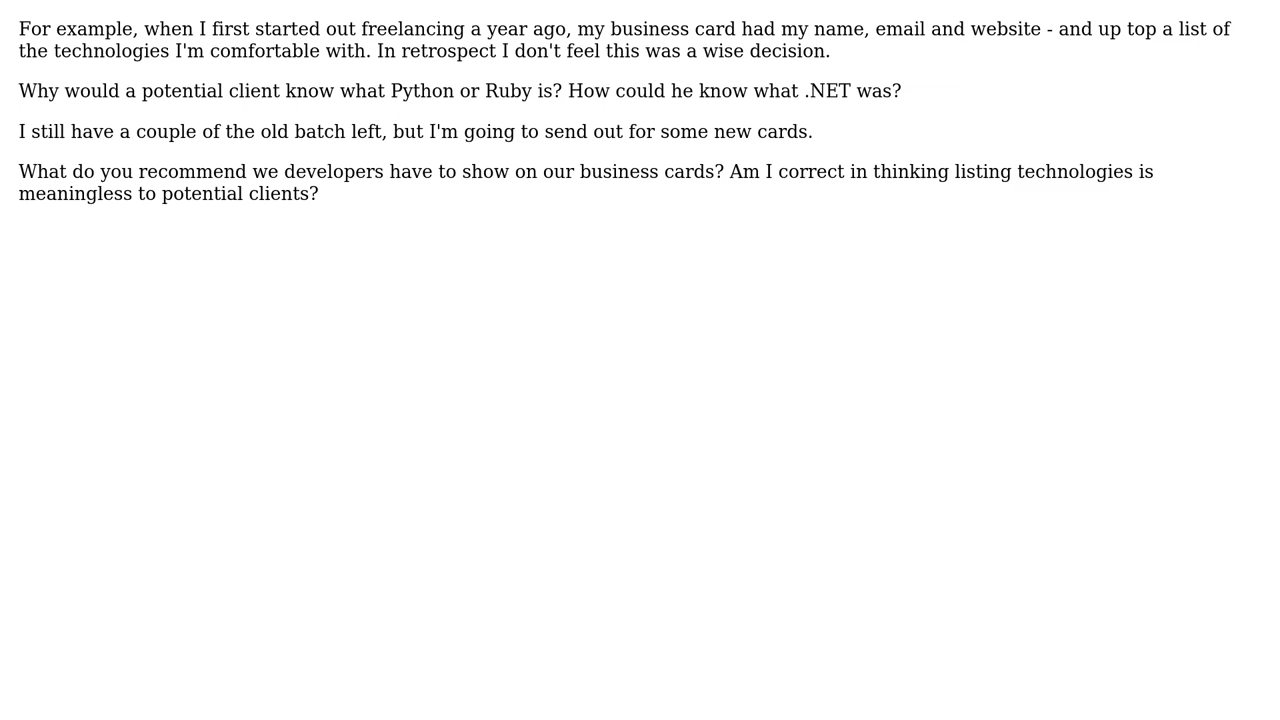 For example, when I first started out freelancing a year ago, my business card had my name, email and website - and up top a list of
the technologies I'm comfortable with. In retrospect I don't feel this was a wise decision.
Why would a potential client know what Python or Ruby is? How could he know what .NET was?
I still have a couple of the old batch left, but I'm going to send out for some new cards.
What do you recommend we developers have to show on our business cards? Am I correct in thinking listing technologies is
meaningless to potential clients?